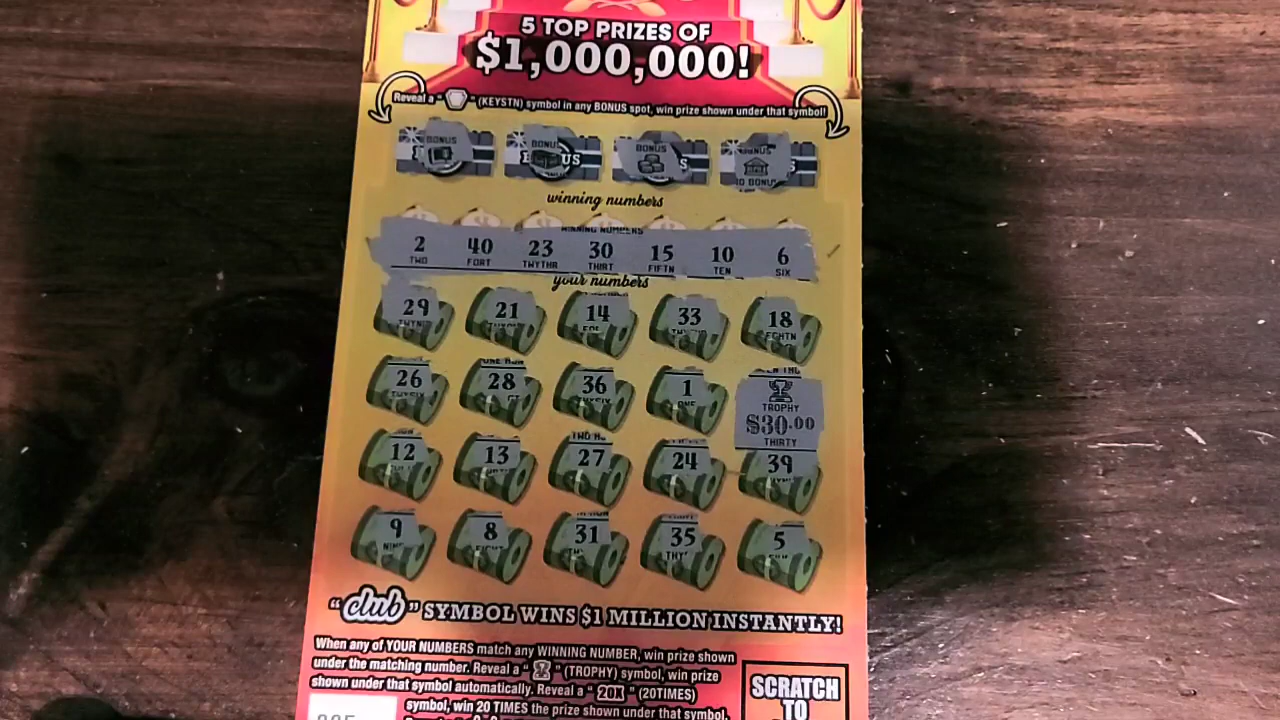 5 TOP PRIZES OF
$1,000,000!
Reveal a " " (KEYSTN) symbol in any BONUS spot, win prize shown under that symbol!
BONUS BONUS BONUS BONUS
winning numbers
WINNING NUMBERS
2 40 23 30 15 10 6
TWO FORT TWYTHR THIRT FIFTN TEN SIX
your numbers
29 21 14 33 18
26 28 36 1
TROPHY
$30.00
THIRTY
12 13 27 24 39
9 8 31 35 5
"club" SYMBOL WINS $1 MILLION INSTANTLY!
When any of YOUR NUMBERS match any WINNING NUMBER, win prize shown
under the matching number. Reveal a " " (TROPHY) symbol, win prize
shown under that symbol automatically. Reveal a "20X" (20TIMES)
symbol, win 20 TIMES the prize shown under that symbol.
SCRATCH
TO